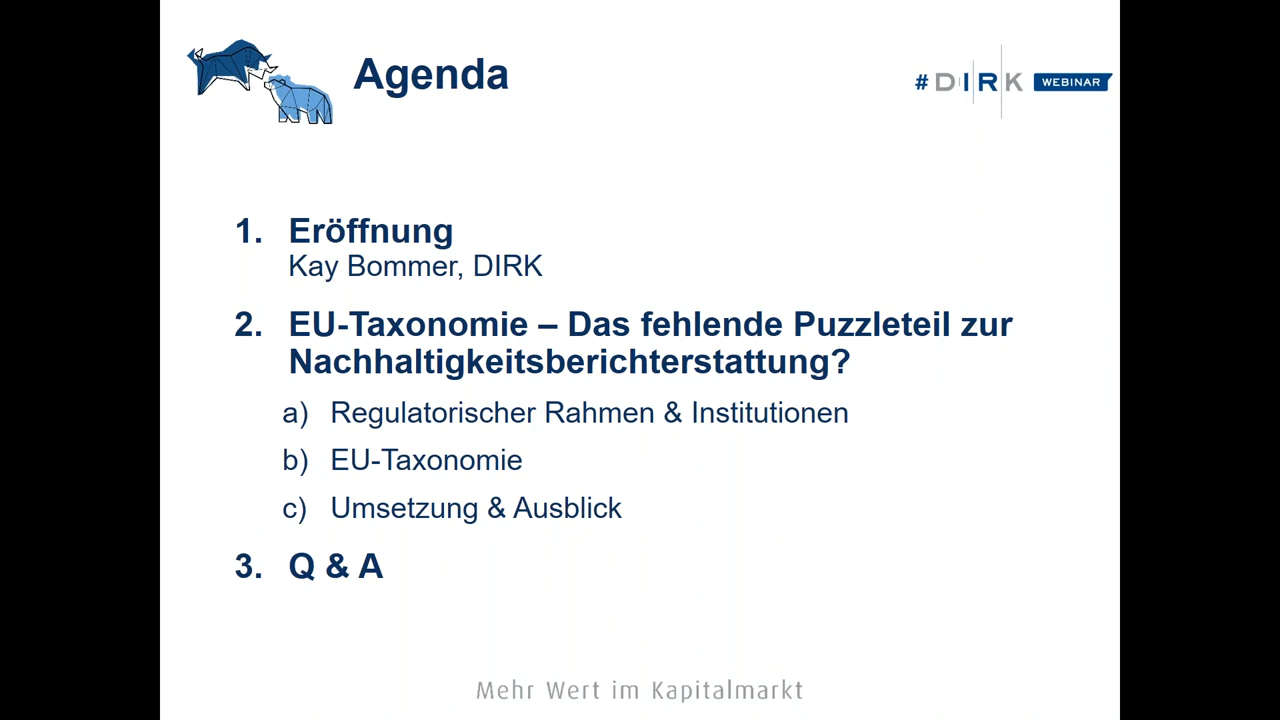 Agenda
#DIRK WEBINAR
1. Eröffnung
Kay Bommer, DIRK
2. EU-Taxonomie – Das fehlende Puzzleteil zur
Nachhaltigkeitsberichterstattung?
a) Regulatorischer Rahmen & Institutionen
b) EU-Taxonomie
c) Umsetzung & Ausblick
3. Q & A
Mehr Wert im Kapitalmarkt